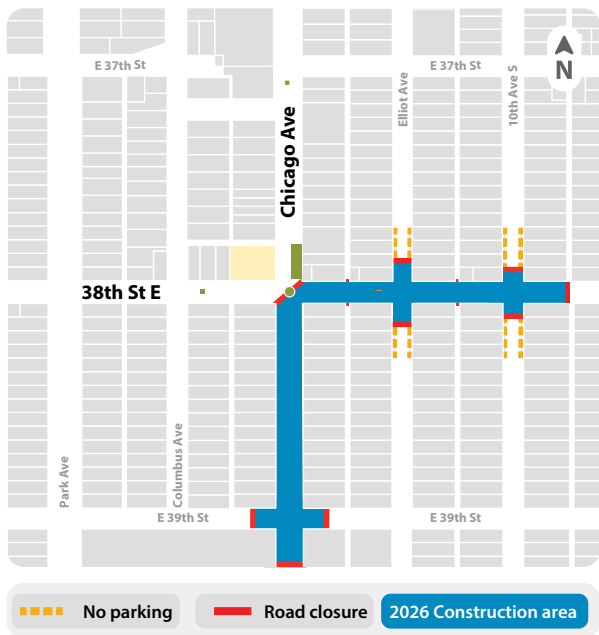 E 37th St
E 37th St
N
Elliot Ave
10th Ave S
Chicago Ave
38th St E
Park Ave
Columbus Ave
E 39th St
E 39th St
No parking
Road closure
2026 Construction area